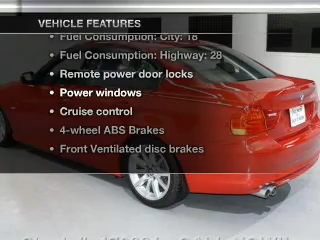 VEHICLE FEATURES
• Fuel Consumption: City: 18
• Fuel Consumption: Highway: 28
• Remote power door locks
• Power windows
• Cruise control
• 4-wheel ABS Brakes
• Front Ventilated disc brakes